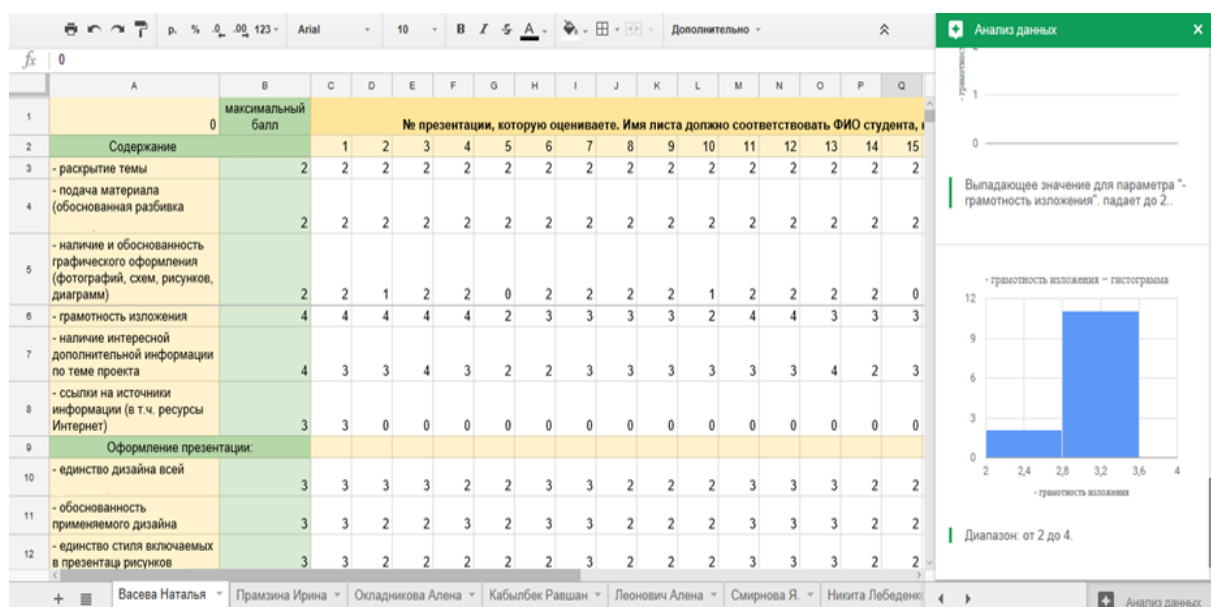 р. % .0 .00 123 Arial 10 B I S A Дополнительно
Анализ данных
fx 0
A B C D E F G H I J K L M N O P Q
1 0 максимальный
балл
№ презентации, которую оцениваете. Имя листа должно соответствовать ФИО студента,
2 Содержание 1 2 3 4 5 6 7 8 9 10 11 12 13 14 15
3 - раскрытие темы 2 2 2 2 2 2 2 2 2 2 2 2 2 2 2 2
4 - подача материала
(обоснованная разбивка
2 2 2 2 2 2 2 2 2 2 2 2 2 2 2 2
5 - наличие и обоснованность
графического оформления
(фотографий, схем, рисунков,
диаграмм) 2 2 1 2 2 0 2 2 2 2 1 2 2 2 2 0
6 - грамотность изложения 4 4 4 4 4 2 3 3 3 3 2 4 4 3 3 3
7 - наличие интересной
дополнительной информации
по теме проекта 4 3 3 4 3 2 2 3 3 3 3 3 3 4 2 3
8 - ссылки на источники
информации (в т.ч. ресурсы
Интернет) 3 3 0 0 0 0 0 0 0 0 0 0 0 0 0 0
9 Оформление презентации:
10 - единство дизайна всей
3 3 3 3 2 2 3 3 2 2 2 3 3 3 2 2
11 - обоснованность
применяемого дизайна 3 3 2 2 3 2 3 3 2 2 2 3 3 3 2 2
12 - единство стиля включаемых
в презентаци рисунков 3 3 2 2 2 2 2 3 2 2 2 3 3 3 2 2
Васева Наталья Прамзина Ирина Окладникова Алена Кабылбек Равшан Леонович Алена Смирнова Я. Никита Лебеденк
- грамотност
1
0
Выпадающее значение для параметра "-
грамотность изложения". падает до 2..
- грамотность изложения – гистограмма
12
9
6
3
0
2 2,4 2,8 3,2 3,6 4
- грамотность изложения
Диапазон: от 2 до 4.
Анализ данных